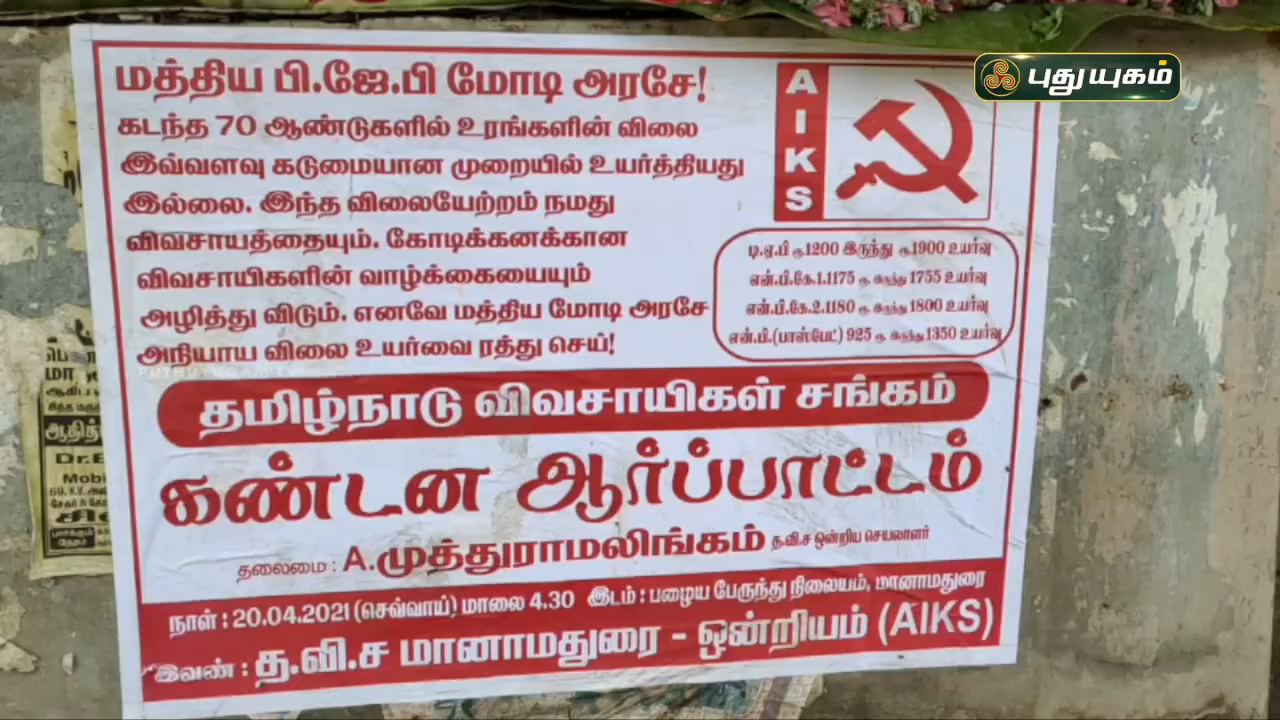 புதுயுகம்
மத்திய பி.ஜே.பி மோடி அரசே!
கடந்த 70 ஆண்டுகளில் உரங்களின் விலை
இவ்வளவு கடுமையான முறையில் உயர்த்தியது
இல்லை. இந்த விலையேற்றம் நமது
விவசாயத்தையும். கோடிக்கனக்கான
விவசாயிகளின் வாழ்க்கையையும்
அழித்து விடும். எனவே மத்திய மோடி அரசே
அநியாய விலை உயர்வை ரத்து செய்!
AIKS
டி.ஏ.பி ரூ.1200 இருந்து ரூ.1900 உயர்வு
என்.பி.கே.1.1175 ரூ. இருந்து 1755 உயர்வு
என்.பி.கே.2.1180 ரூ. இருந்து 1800 உயர்வு
என்.பி.(பாஸ்பேட்) 925 ரூ. இருந்து 1350 உயர்வு
PUTHUYUGAM TV
தமிழ்நாடு விவசாயிகள் சங்கம்
கண்டன ஆர்ப்பாட்டம்
தலைமை : A.முத்துராமலிங்கம் த.வி.ச ஒன்றிய செயலாளர்
நாள் : 20.04.2021 (செவ்வாய்) மாலை 4.30 இடம் : பழைய பேருந்து நிலையம், மானாமதுரை
இவண் : த.வி.ச மானாமதுரை - ஒன்றியம் (AIKS)